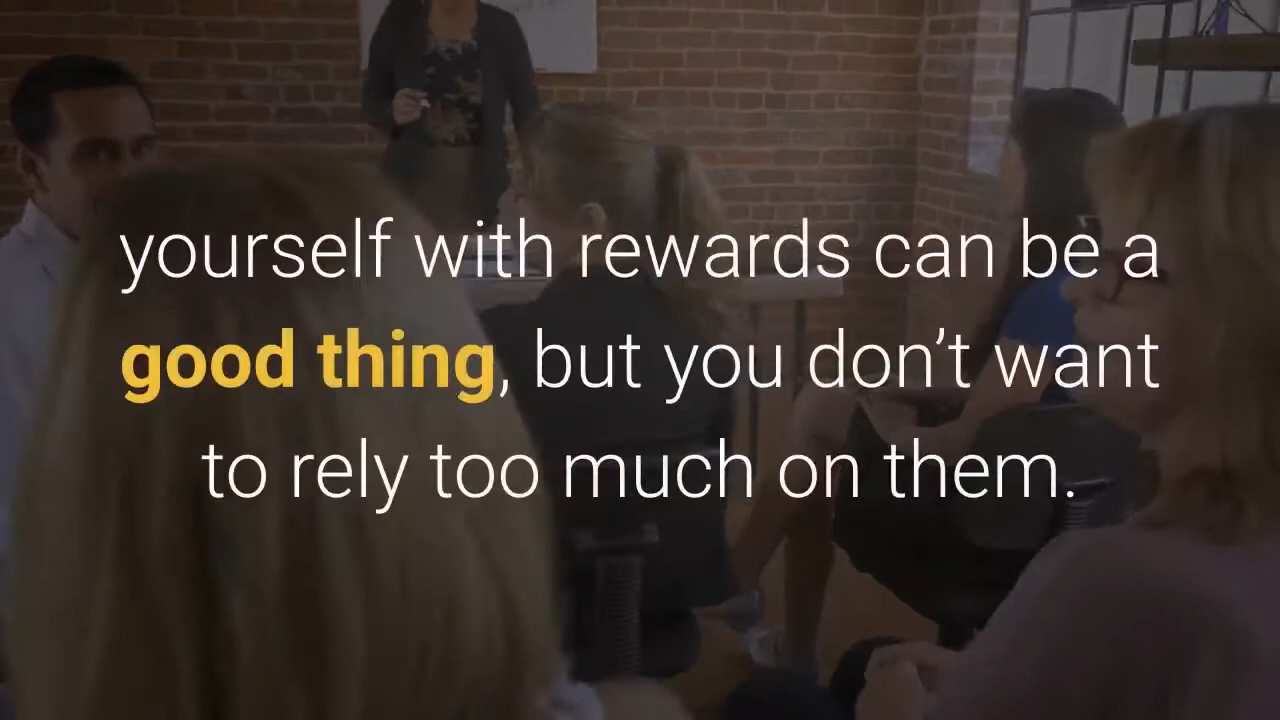 yourself with rewards can be a
good thing, but you don’t want
to rely too much on them.